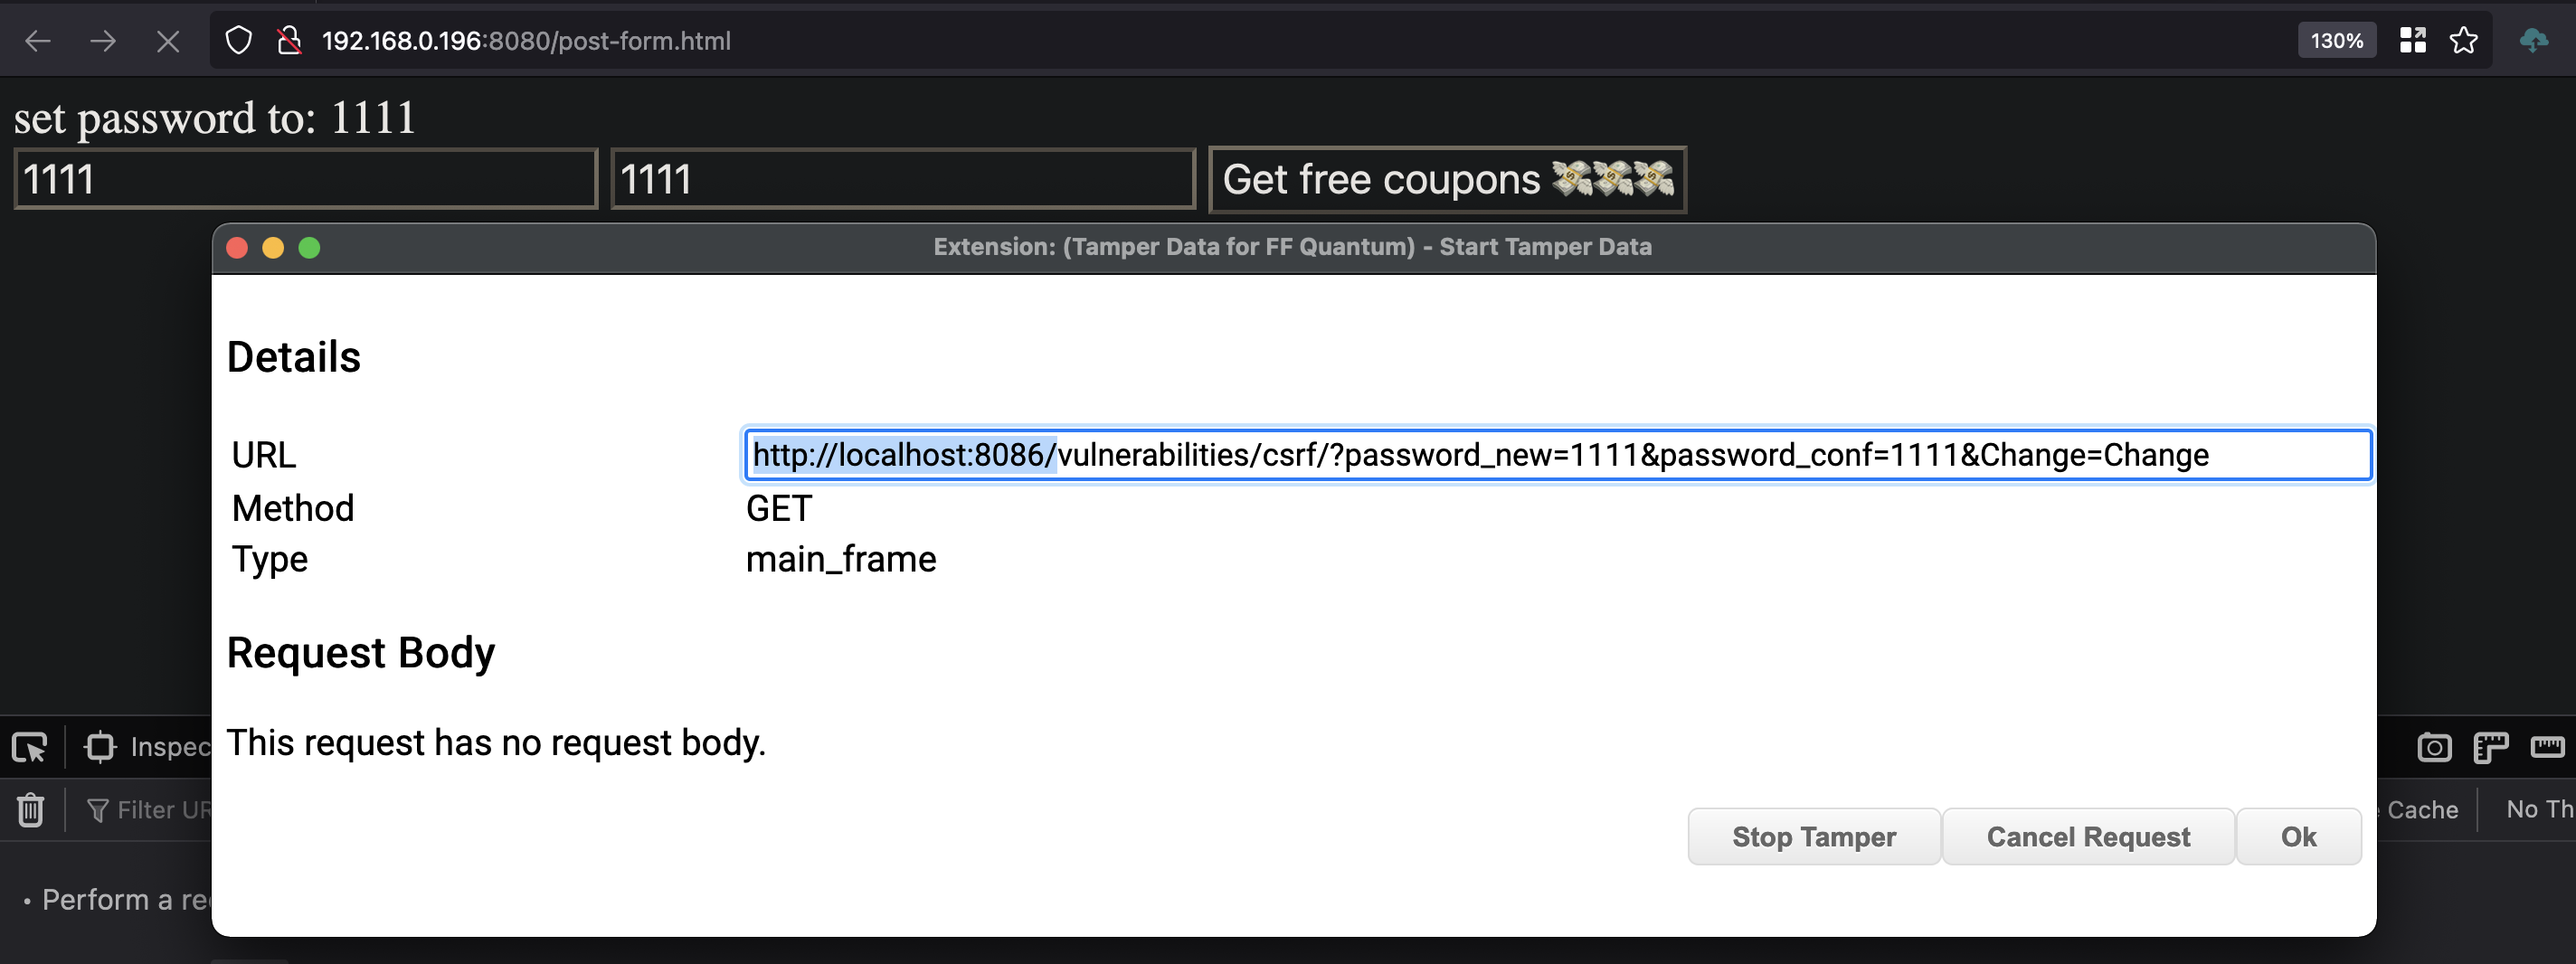 192.168.0.196:8080/post-form.html 130%
set password to: 1111
1111 1111 Get free coupons 💸💸💸
Extension: (Tamper Data for FF Quantum) - Start Tamper Data
Details
URL http://localhost:8086/vulnerabilities/csrf/?password_new=1111&password_conf=1111&Change=Change
Method GET
Type main_frame
Request Body
Inspec
This request has no request body.
Filter UR Cache No Th
Stop Tamper Cancel Request Ok
• Perform a re